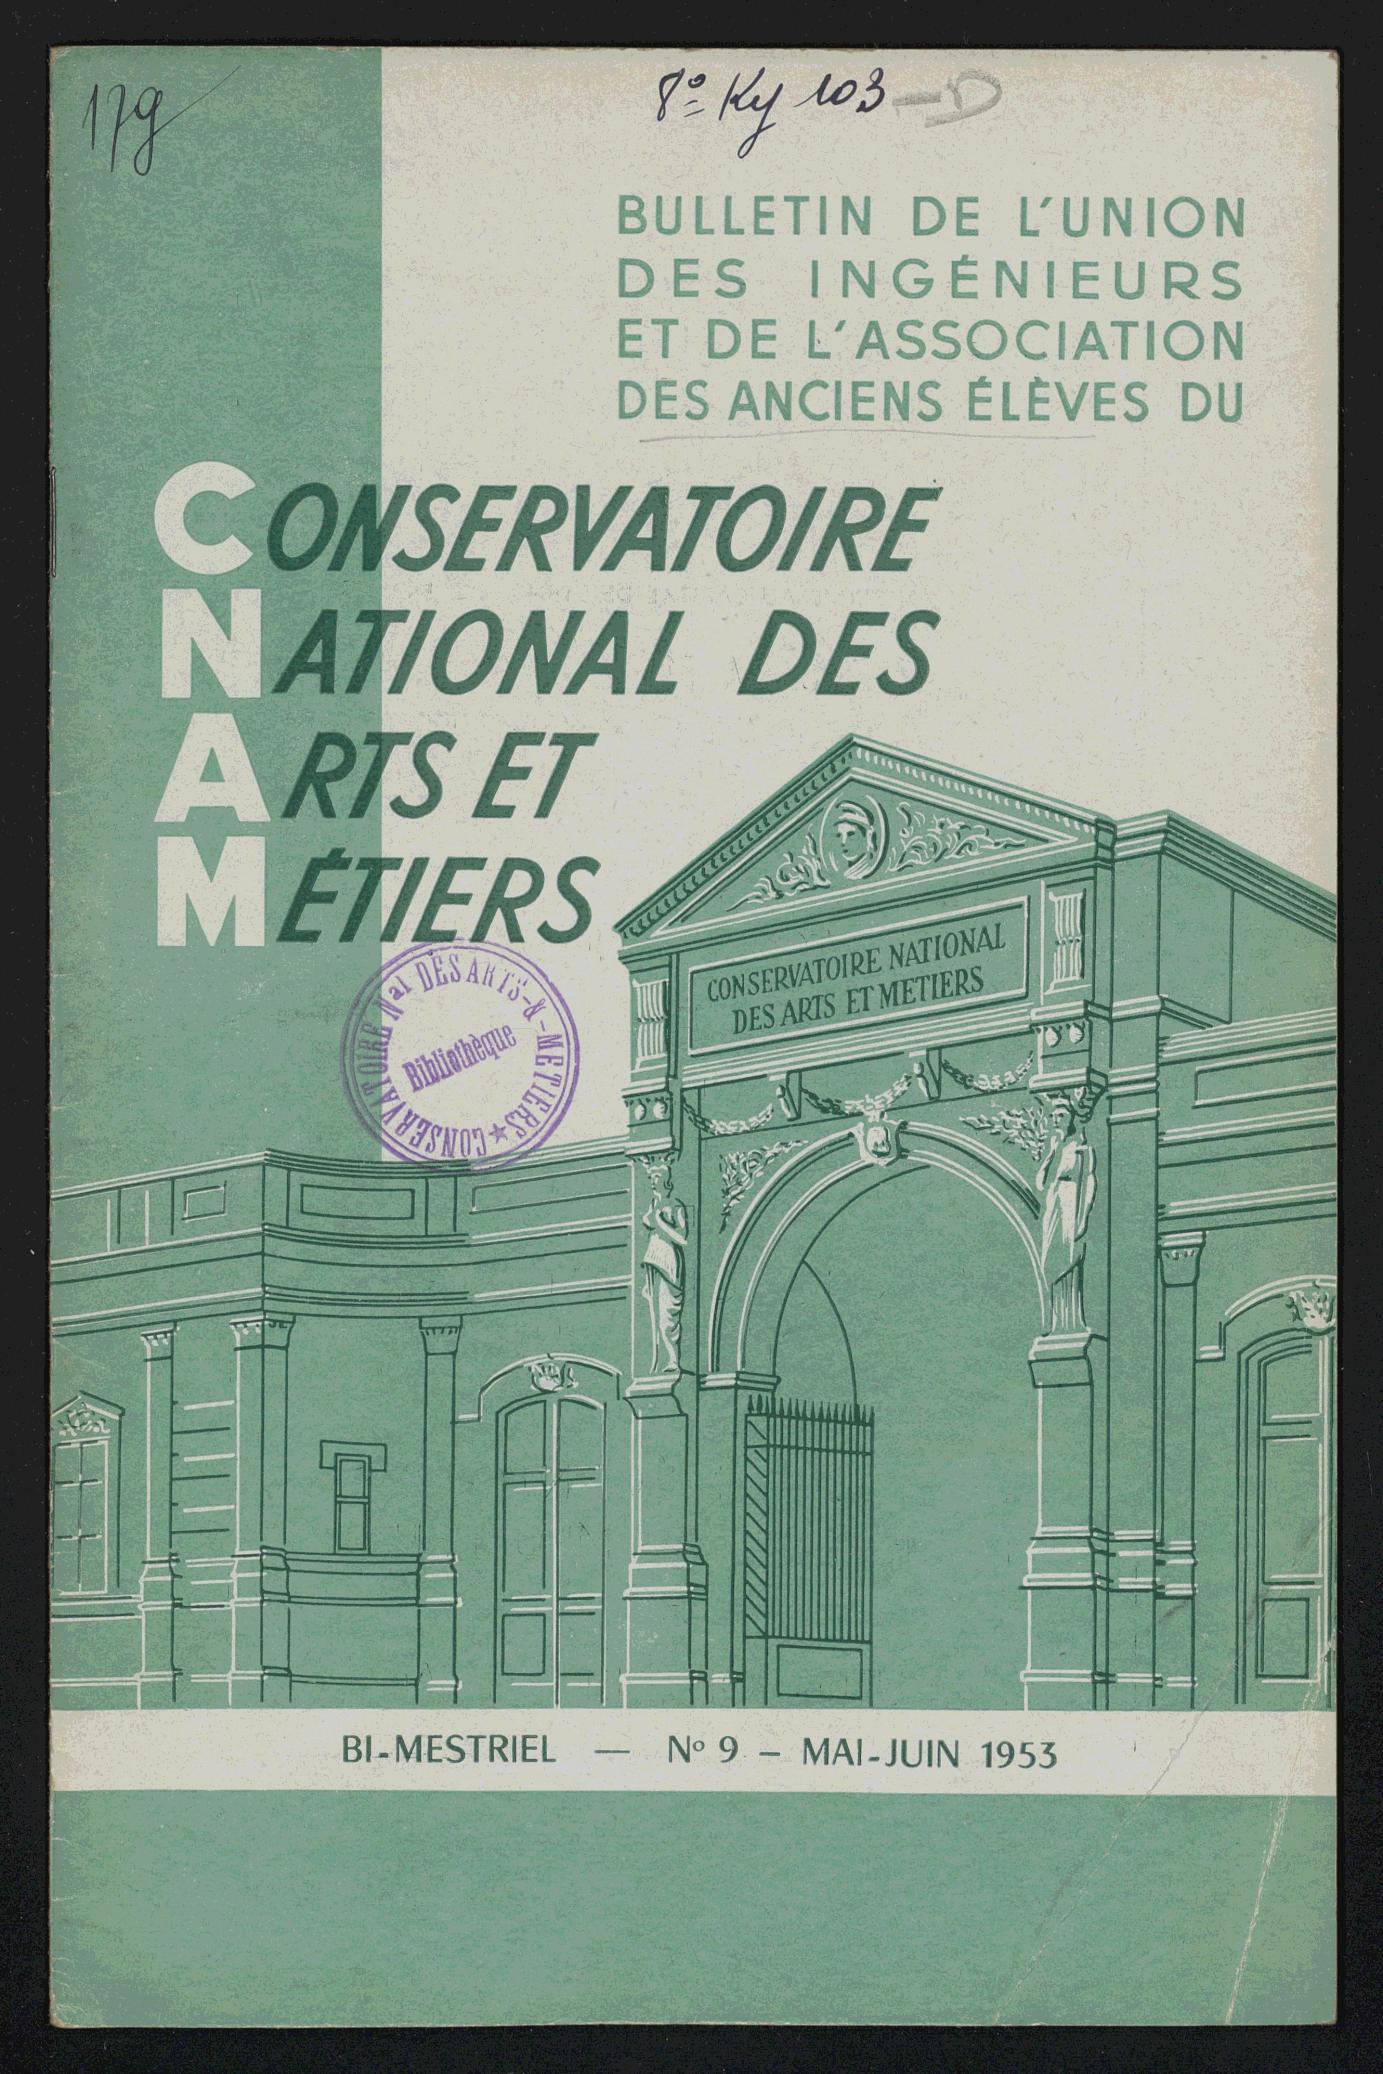 179
8º Ky 103 - D
BULLETIN DE L'UNION
DES INGÉNIEURS
ET DE L'ASSOCIATION
DES ANCIENS ÉLÈVES DU
CONSERVATOIRE
NATIONAL DES
ARTS ET
MÉTIERS
CONSERVATOIRE NATIONAL
DES ARTS ET METIERS
CONSERVATOIRE Nal DES ARTS-&-METIERS
Bibliothèque
BI-MESTRIEL — Nº 9 – MAI-JUIN 1953